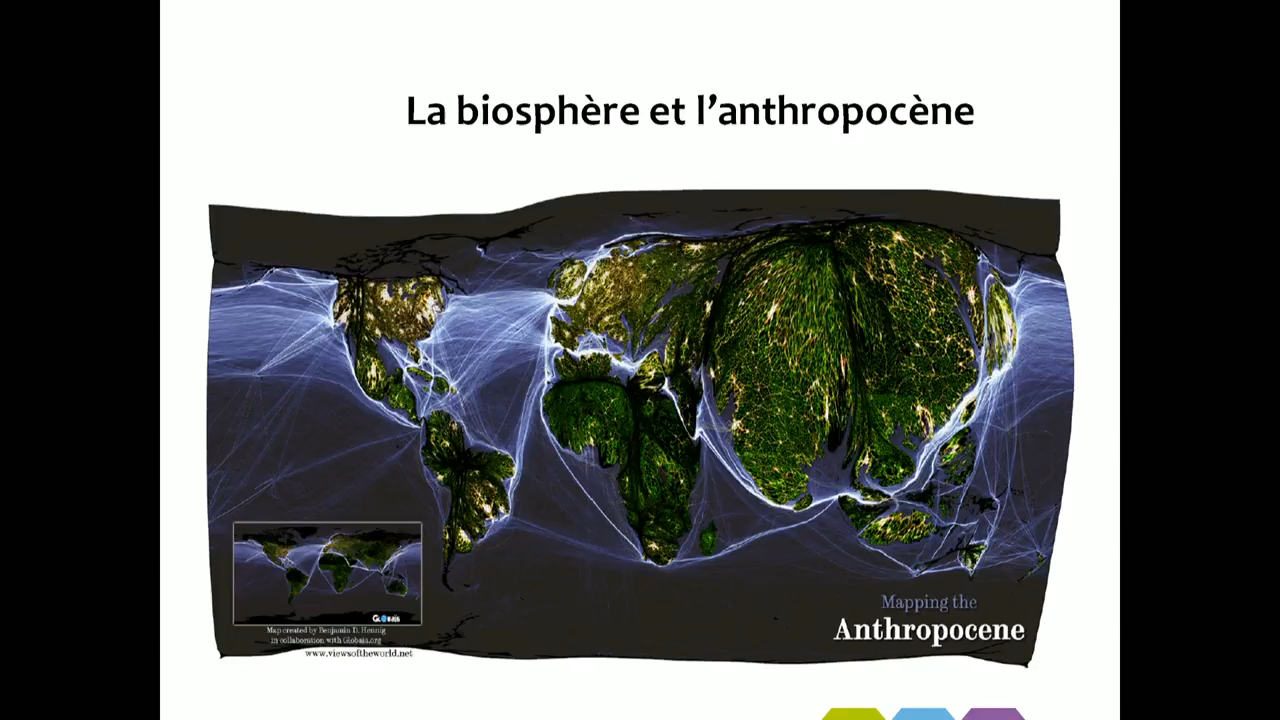 La biosphère et l’anthropocène
Globaïa
Map created by Benjamin D. Hennig
in collaboration with Globaia.org
www.viewsoftheworld.net
Mapping the
Anthropocene